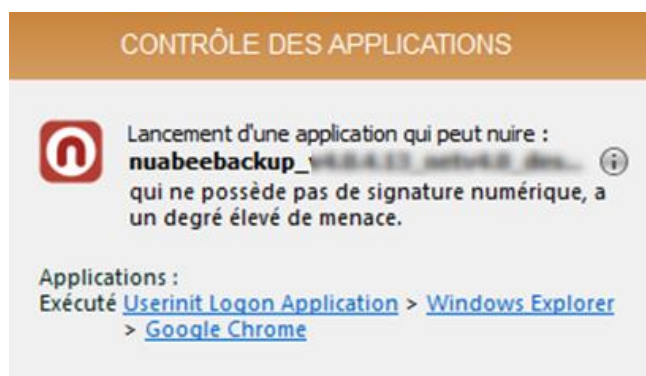 CONTRÔLE DES APPLICATIONS
Lancement d'une application qui peut nuire :
nuabeebackup_
qui ne possède pas de signature numérique, a
un degré élevé de menace.
Applications :
Exécuté Userinit Logon Application > Windows Explorer
> Google Chrome